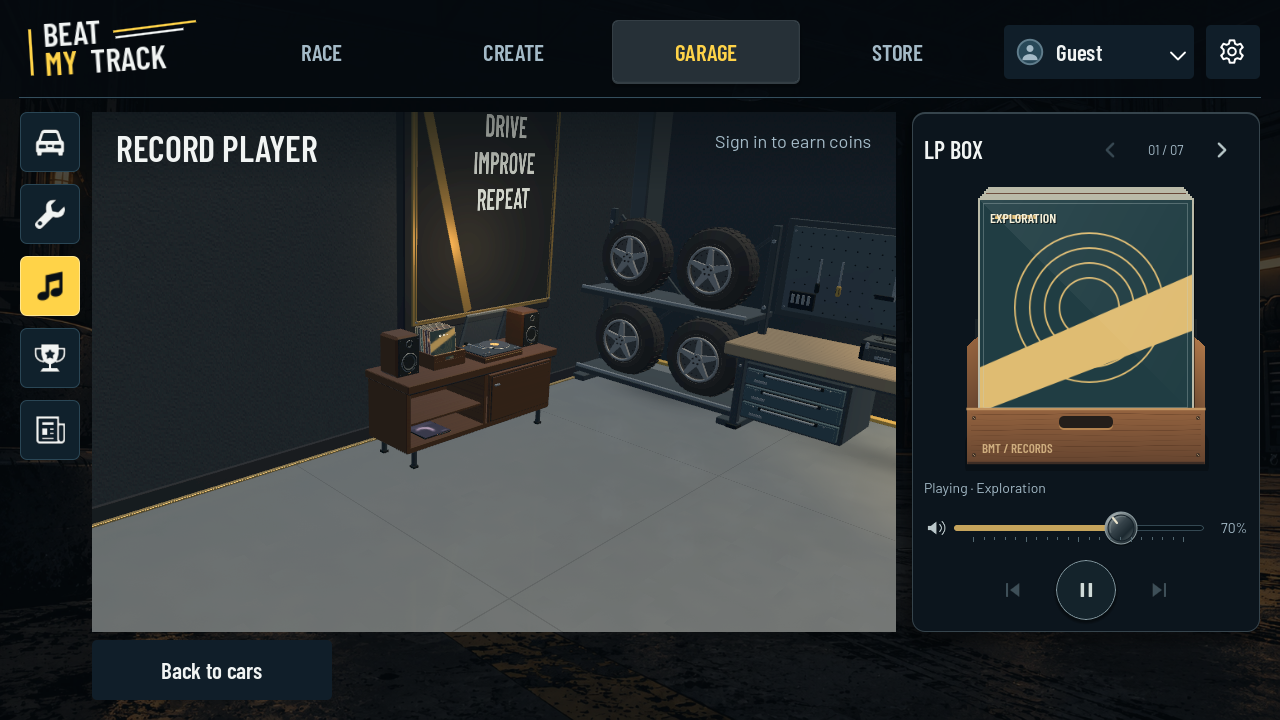 BEAT
MY TRACK
RACE
CREATE
GARAGE
STORE
Guest
RECORD PLAYER
Sign in to earn coins
DRIVE
IMPROVE
REPEAT
LP BOX
01 / 07
EXPLORATION
BMT / RECORDS
Playing · Exploration
70%
Back to cars